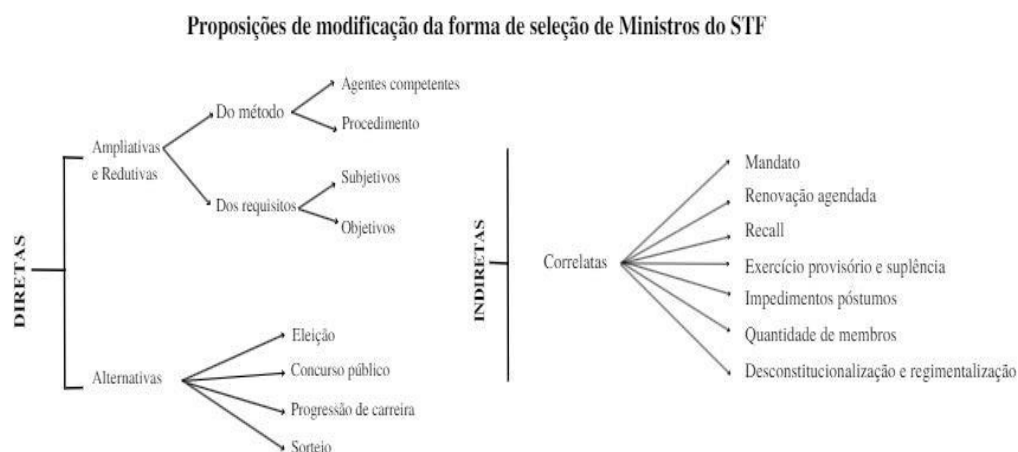 Proposições de modificação da forma de seleção de Ministros do STF
DIRETAS
Ampliativas
e Redutivas
Do método
Agentes competentes
Procedimento
Dos requisitos
Subjetivos
Objetivos
Alternativas
Eleição
Concurso público
Progressão de carreira
Sorteio
INDIRETAS
Correlatas
Mandato
Renovação agendada
Recall
Exercício provisório e suplência
Impedimentos póstumos
Quantidade de membros
Desconstitucionalização e regimentalização